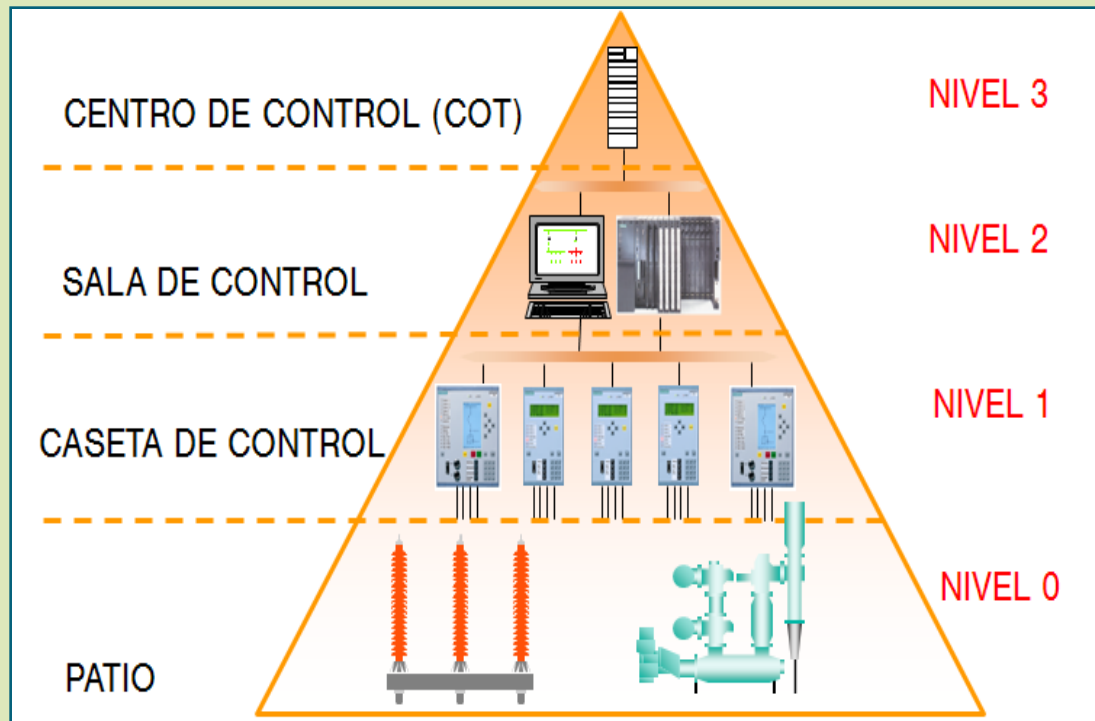 CENTRO DE CONTROL (COT)
NIVEL 3
SALA DE CONTROL
NIVEL 2
CASETA DE CONTROL
NIVEL 1
PATIO
NIVEL 0